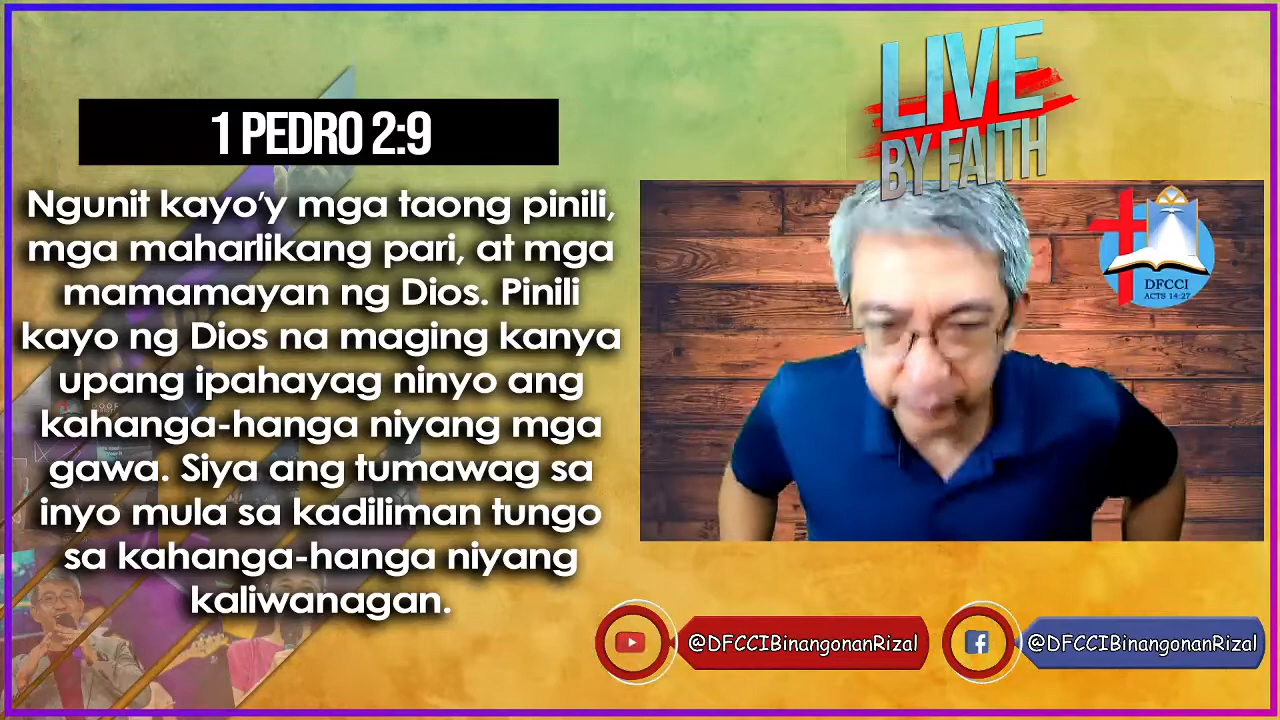 1 PEDRO 2:9
Ngunit kayo'y mga taong pinili,
mga maharlikang pari, at mga
mamamayan ng Dios. Pinili
kayo ng Dios na maging kanya
upang ipahayag ninyo ang
kahanga-hanga niyang mga
gawa. Siya ang tumawag sa
inyo mula sa kadiliman tungo
sa kahanga-hanga niyang
kaliwanagan.
LIVE
BY FAITH
DFCCI
ACTS 14:27
@DFCCIBinangonanRizal
@DFCCIBinangonanRizal